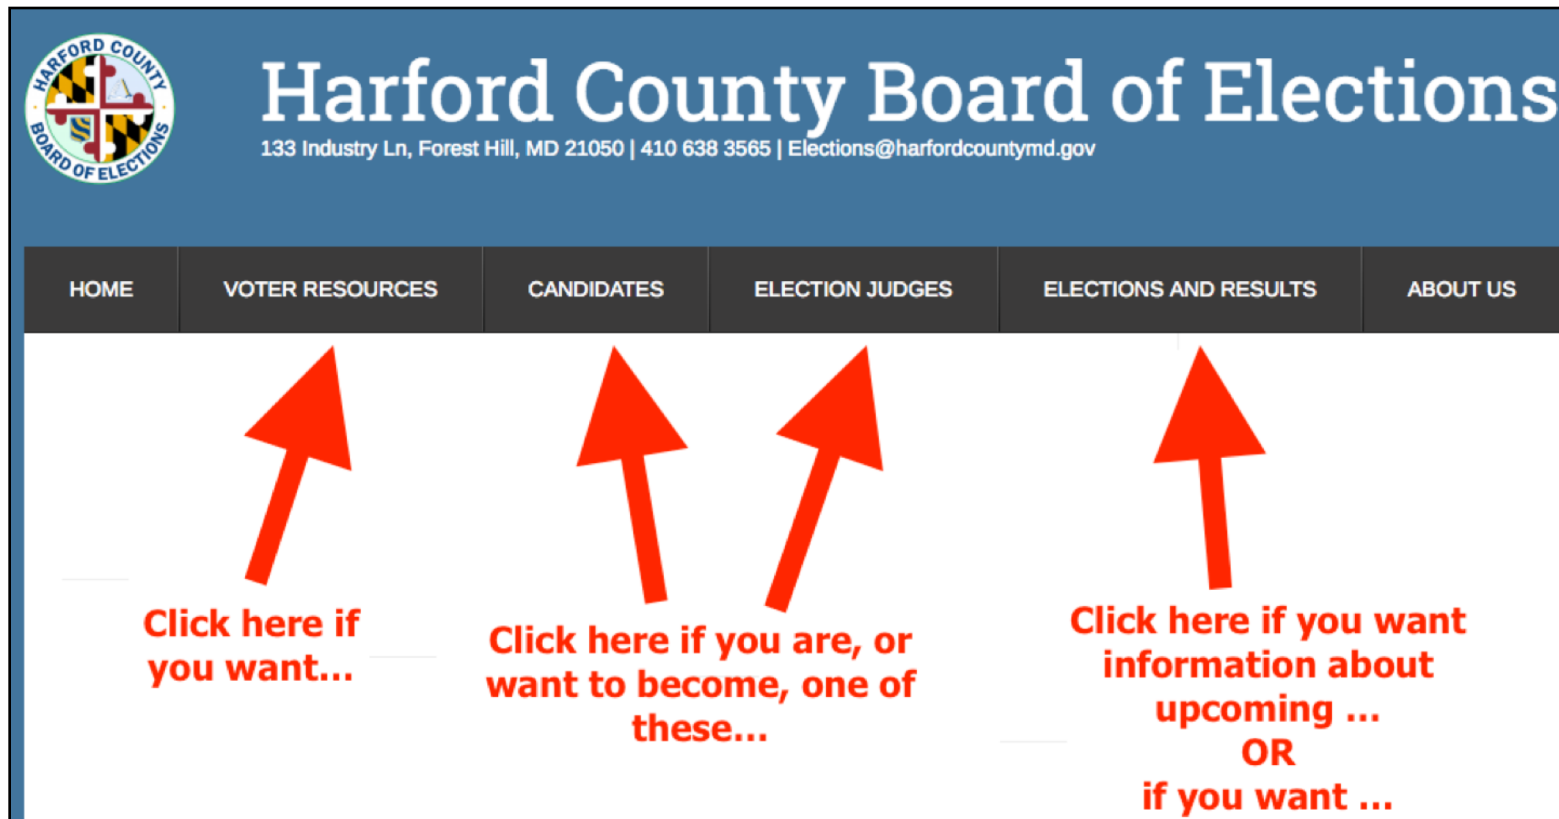 HARFORD COUNTY
BOARD OF ELECTIONS
Harford County Board of Elections
133 Industry Ln, Forest Hill, MD 21050 | 410 638 3565 | Elections@harfordcountymd.gov
HOME
VOTER RESOURCES
CANDIDATES
ELECTION JUDGES
ELECTIONS AND RESULTS
ABOUT US
Click here if
you want...
Click here if you are, or
want to become, one of
these...
Click here if you want
information about
upcoming ...
OR
if you want ...